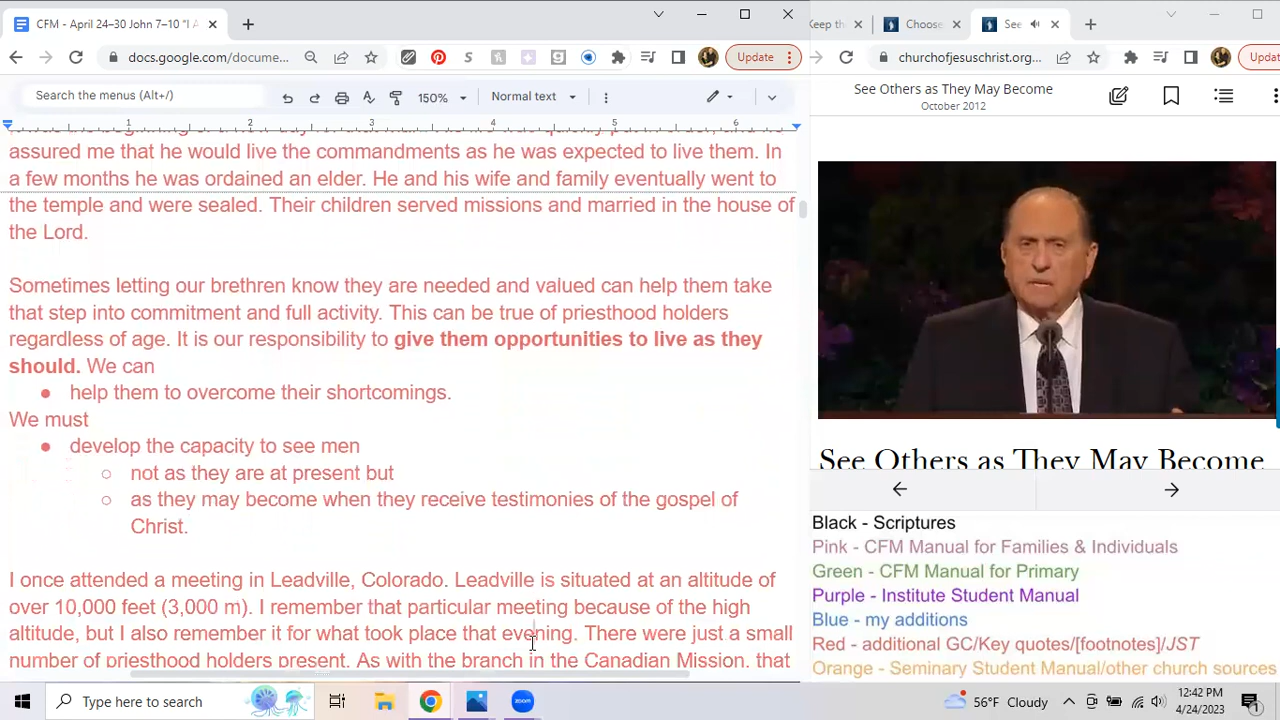 CFM - April 24–30 John 7–10 "I A
docs.google.com/docume...
Update
Search the menus (Alt+/)
150%
Normal text
1 2 3 4 5 6
assured me that he would live the commandments as he was expected to live them. In
a few months he was ordained an elder. He and his wife and family eventually went to
the temple and were sealed. Their children served missions and married in the house of
the Lord.
Sometimes letting our brethren know they are needed and valued can help them take
that step into commitment and full activity. This can be true of priesthood holders
regardless of age. It is our responsibility to give them opportunities to live as they
should. We can
● help them to overcome their shortcomings.
We must
● develop the capacity to see men
○ not as they are at present but
○ as they may become when they receive testimonies of the gospel of
Christ.
I once attended a meeting in Leadville, Colorado. Leadville is situated at an altitude of
over 10,000 feet (3,000 m). I remember that particular meeting because of the high
altitude, but I also remember it for what took place that evening. There were just a small
number of priesthood holders present. As with the branch in the Canadian Mission, that
eep the
Choose
See
churchofjesuschrist.org...
Updat
See Others as They May Become
October 2012
See Others as They May Become
Black - Scriptures
Pink - CFM Manual for Families & Individuals
Green - CFM Manual for Primary
Purple - Institute Student Manual
Blue - my additions
Red - additional GC/Key quotes/[footnotes]/JST
Orange - Seminary Student Manual/other church sources
Type here to search
56°F Cloudy
12:42 PM
4/24/2023
1